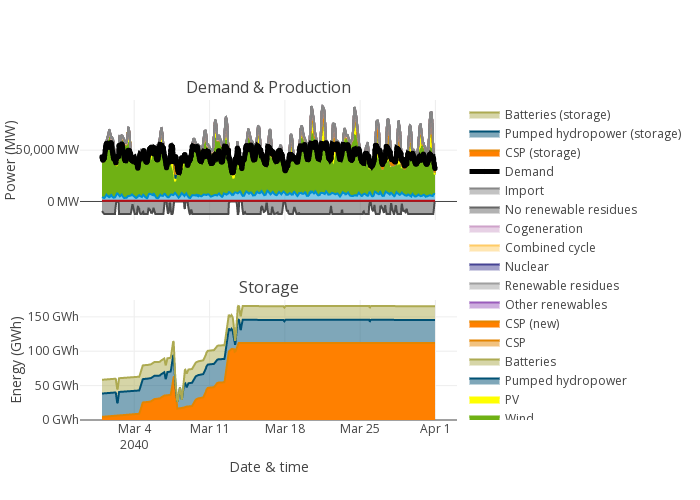 Demand & Production
Power (MW)
50,000 MW
0 MW
Storage
Energy (GWh)
150 GWh
100 GWh
50 GWh
0 GWh
Mar 4
2040
Mar 11
Mar 18
Mar 25
Apr 1
Date & time
Batteries (storage)
Pumped hydropower (storage)
CSP (storage)
Demand
Import
No renewable residues
Cogeneration
Combined cycle
Nuclear
Renewable residues
Other renewables
CSP (new)
CSP
Batteries
Pumped hydropower
PV
Wind